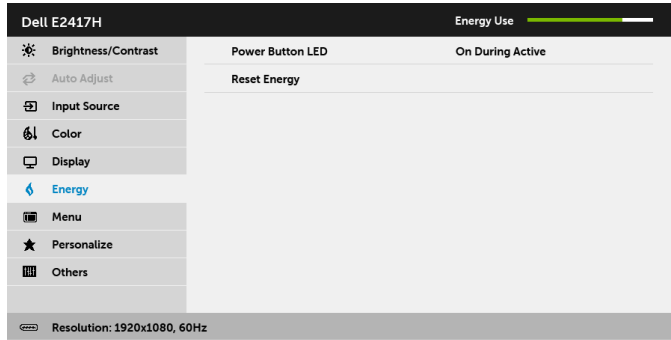 Dell E2417H Energy Use
Brightness/Contrast Power Button LED On During Active
Auto Adjust Reset Energy
Input Source
Color
Display
Energy
Menu
Personalize
Others
Resolution: 1920x1080, 60Hz